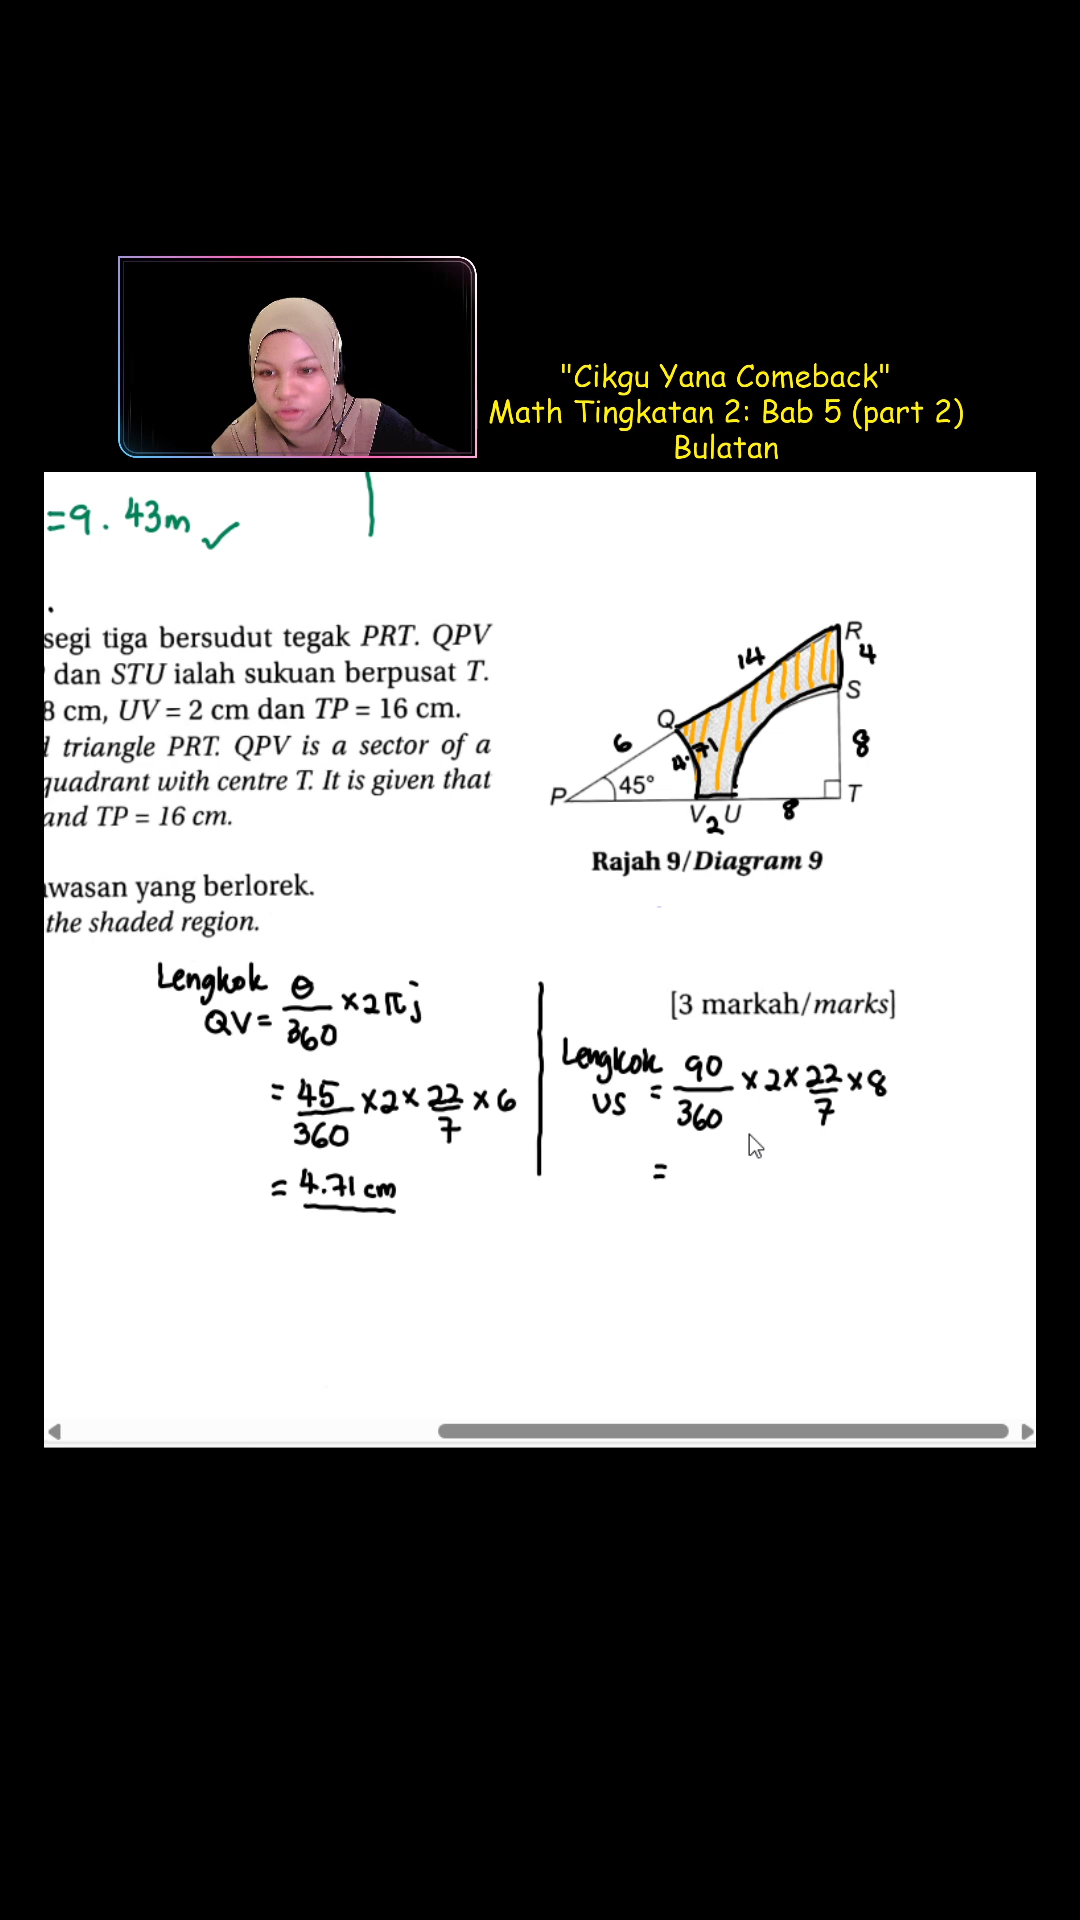 "Cikgu Yana Comeback"
Math Tingkatan 2: Bab 5 (part 2)
Bulatan
=9.43m ✓
segi tiga bersudut tegak PRT. QPV
dan STU ialah sukuan berpusat T.
8 cm, UV = 2 cm dan TP = 16 cm.
triangle PRT. QPV is a sector of a
quadrant with centre T. It is given that
and TP = 16 cm.
awasan yang berlorek.
the shaded region.
R
14
4
S
Q
6
4.71
8
45°
P
T
V
2
U
8
Rajah 9/Diagram 9
[3 markah/marks]
Lengkok
QV = θ/360 × 2πj
= 45/360 × 2 × 22/7 × 6
= 4.71 cm
Lengkok
US = 90/360 × 2 × 22/7 × 8
=